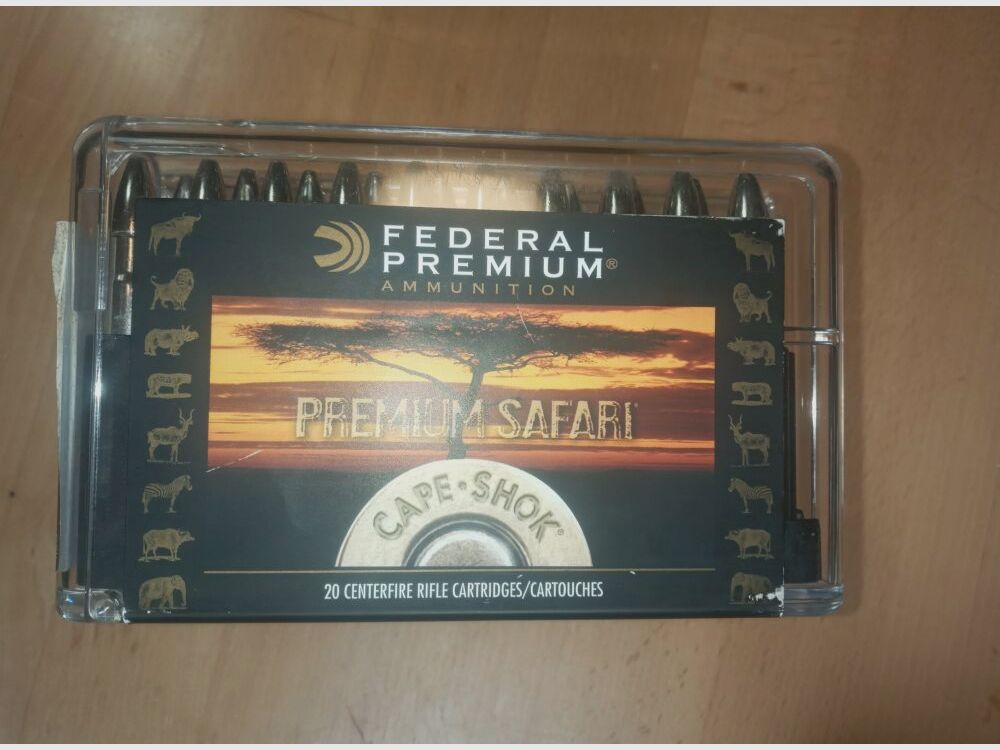 FEDERAL
PREMIUM®
AMMUNITION
PREMIUM SAFARI
CAPE•SHOK®
20 CENTERFIRE RIFLE CARTRIDGES/CARTOUCHES